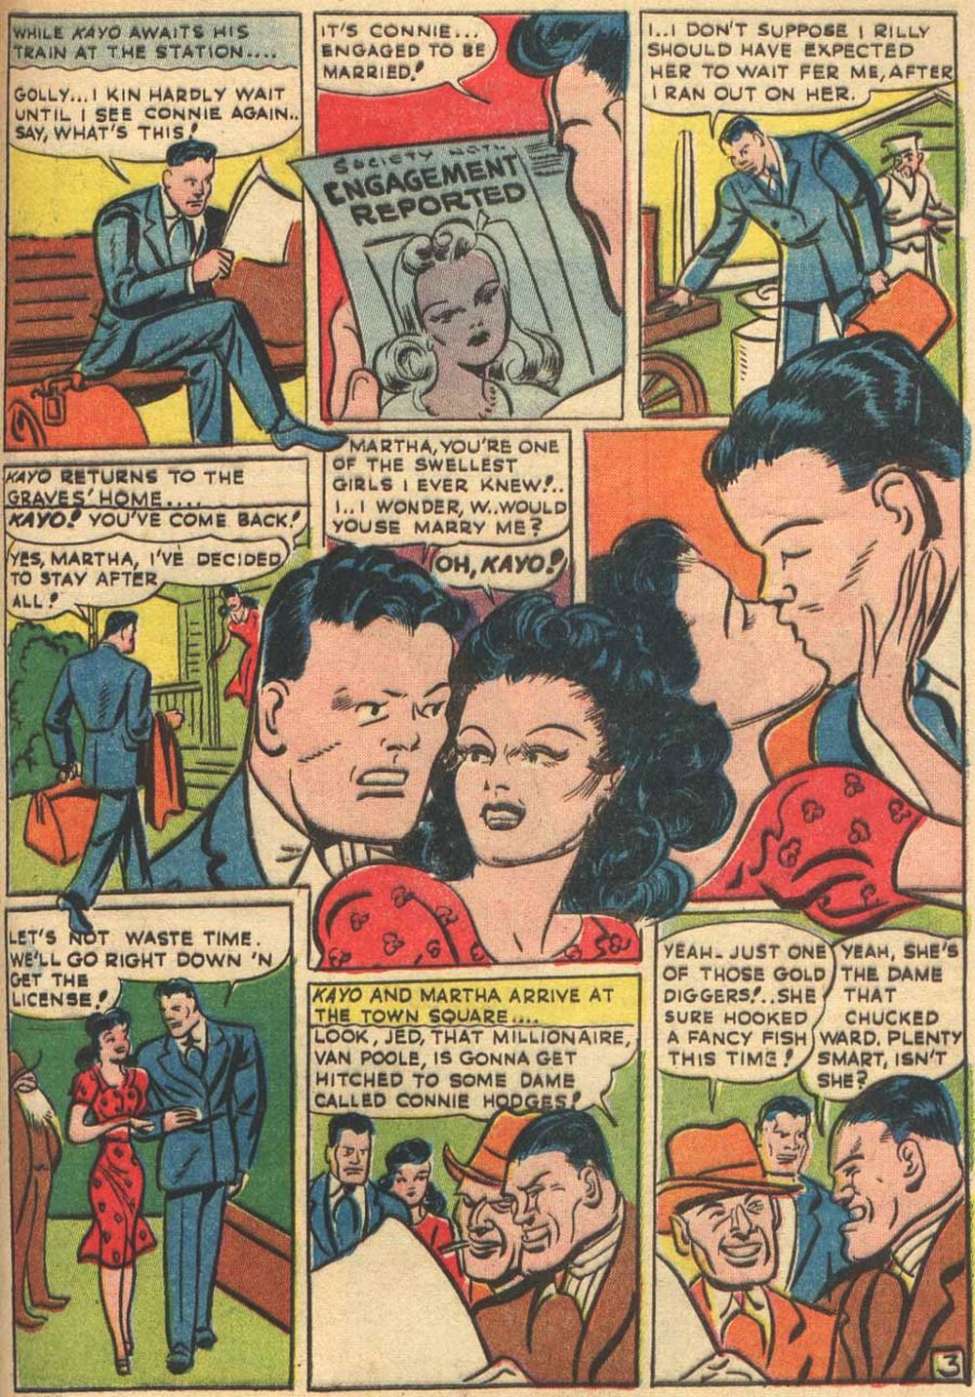 WHILE KAYO AWAITS HIS
TRAIN AT THE STATION....
GOLLY...I KIN HARDLY WAIT
UNTIL I SEE CONNIE AGAIN..
SAY, WHAT'S THIS!
IT'S CONNIE...
ENGAGED TO BE
MARRIED!
SOCIETY
ENGAGEMENT
REPORTED
I..I DON'T SUPPOSE I RILLY
SHOULD HAVE EXPECTED
HER TO WAIT FER ME, AFTER
I RAN OUT ON HER.
KAYO RETURNS TO THE
GRAVES' HOME....
KAYO! YOU'VE COME BACK!
YES, MARTHA, I'VE DECIDED
TO STAY AFTER
ALL!
MARTHA, YOU'RE ONE
OF THE SWELLEST
GIRLS I EVER KNEW!..
I..I WONDER, W..WOULD
YOUSE MARRY ME?
OH, KAYO!
LET'S NOT WASTE TIME.
WE'LL GO RIGHT DOWN 'N
GET THE
LICENSE!
KAYO AND MARTHA ARRIVE AT
THE TOWN SQUARE....
LOOK, JED, THAT MILLIONAIRE,
VAN POOLE, IS GONNA GET
HITCHED TO SOME DAME
CALLED CONNIE HODGES!
YEAH- JUST ONE
OF THOSE GOLD
DIGGERS!..SHE
SURE HOOKED
A FANCY FISH
THIS TIME!
YEAH, SHE'S
THE DAME
THAT
CHUCKED
WARD. PLENTY
SMART, ISN'T
SHE?
3